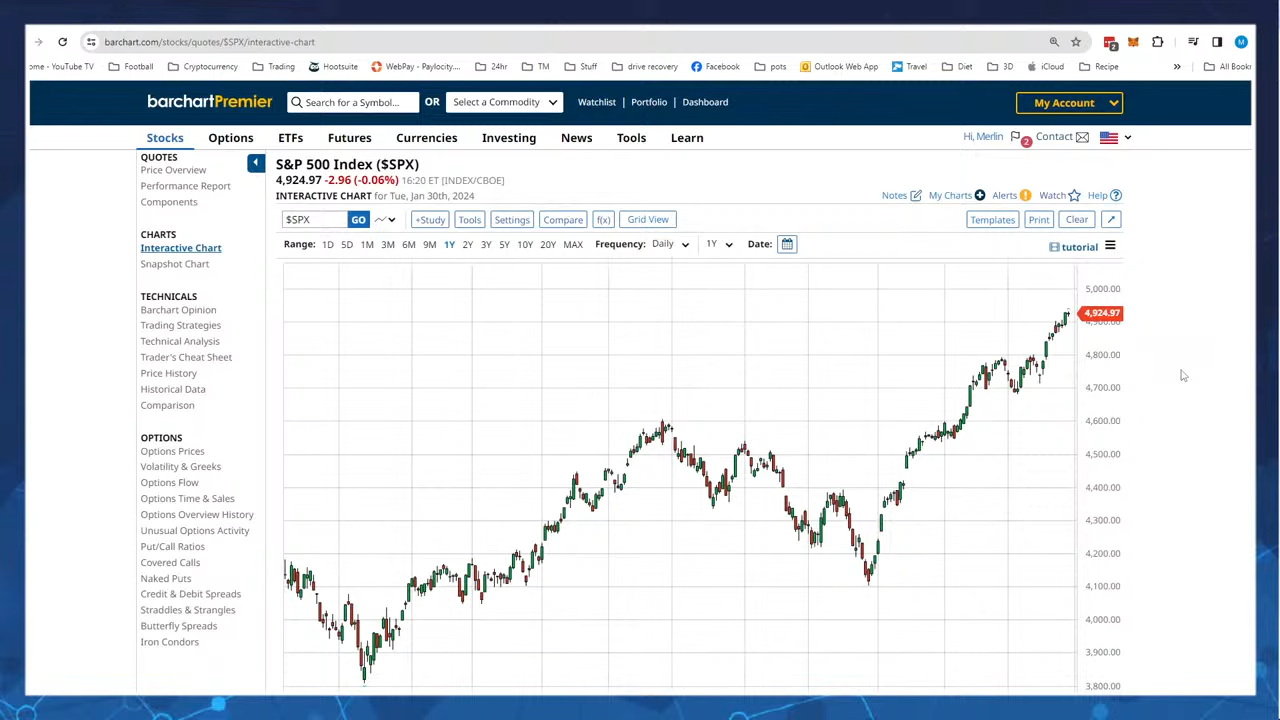 barchart.com/stocks/quotes/$SPX/interactive-chart
2
M
ome - YouTube TV Football Cryptocurrency Trading Hootsuite WebPay - Paylocity.... 24hr TM Stuff drive recovery Facebook pots Outlook Web App Travel Diet 3D iCloud Recipe » All Bookr
barchartPremier Search for a Symbol... OR Select a Commodity Watchlist Portfolio Dashboard My Account
Stocks Options ETFs Futures Currencies Investing News Tools Learn Hi, Merlin 2 Contact
QUOTES
Price Overview
Performance Report
Components
CHARTS
Interactive Chart
Snapshot Chart
TECHNICALS
Barchart Opinion
Trading Strategies
Technical Analysis
Trader's Cheat Sheet
Price History
Historical Data
Comparison
OPTIONS
Options Prices
Volatility & Greeks
Options Flow
Options Time & Sales
Options Overview History
Unusual Options Activity
Put/Call Ratios
Covered Calls
Naked Puts
Credit & Debit Spreads
Straddles & Strangles
Butterfly Spreads
Iron Condors
S&P 500 Index ($SPX)
4,924.97 -2.96 (-0.06%) 16:20 ET [INDEX/CBOE]
INTERACTIVE CHART for Tue, Jan 30th, 2024
Notes My Charts Alerts Watch Help
$SPX GO +Study Tools Settings Compare f(x) Grid View Templates Print Clear
Range: 1D 5D 1M 3M 6M 9M 1Y 2Y 3Y 5Y 10Y 20Y MAX Frequency: Daily 1Y Date:
tutorial
5,000.00
4,924.97
4,900.00
4,800.00
4,700.00
4,600.00
4,500.00
4,400.00
4,300.00
4,200.00
4,100.00
4,000.00
3,900.00
3,800.00